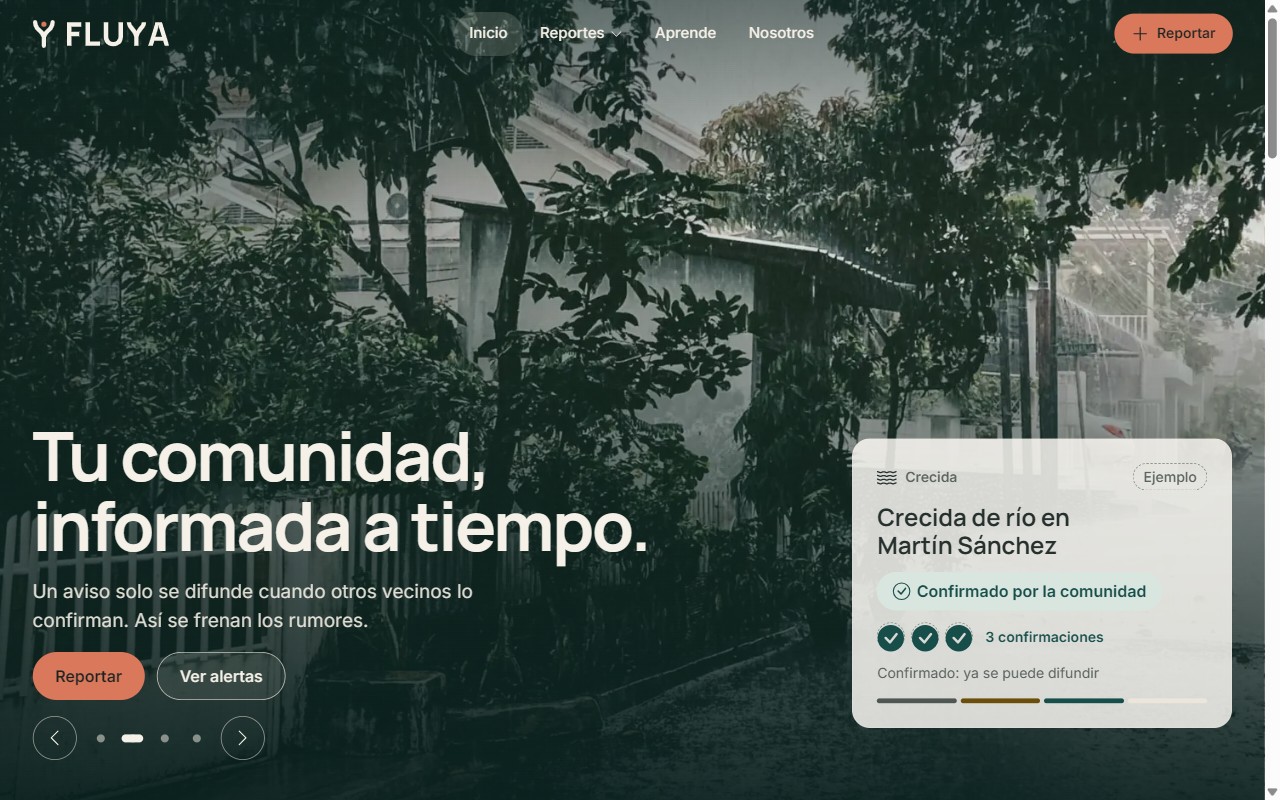 FLUYA
Inicio
Reportes
Aprende
Nosotros
+ Reportar
Tu comunidad,
informada a tiempo.
Un aviso solo se difunde cuando otros vecinos lo
confirman. Así se frenan los rumores.
Reportar
Ver alertas
Crecida
Ejemplo
Crecida de río en
Martín Sánchez
Confirmado por la comunidad
3 confirmaciones
Confirmado: ya se puede difundir